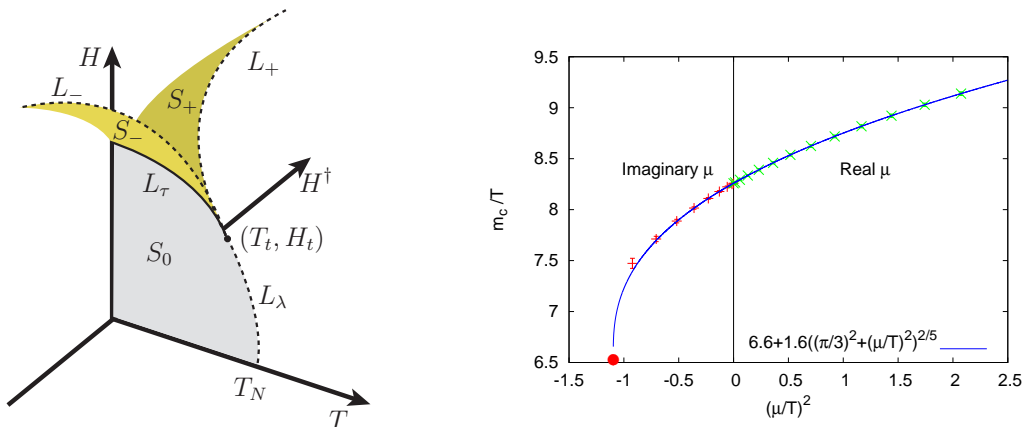 H
L₋
S₋
S₊
L₊
L_τ
H†
(T_t, H_t)
S₀
L_λ
T_N
T
9.5
9
8.5
8
7.5
7
6.5
m_c/T
Imaginary μ
Real μ
6.6+1.6((π/3)²+(μ/T)²)^{2/5}
-1.5
-1
-0.5
0
0.5
1
1.5
2
2.5
(μ/T)²